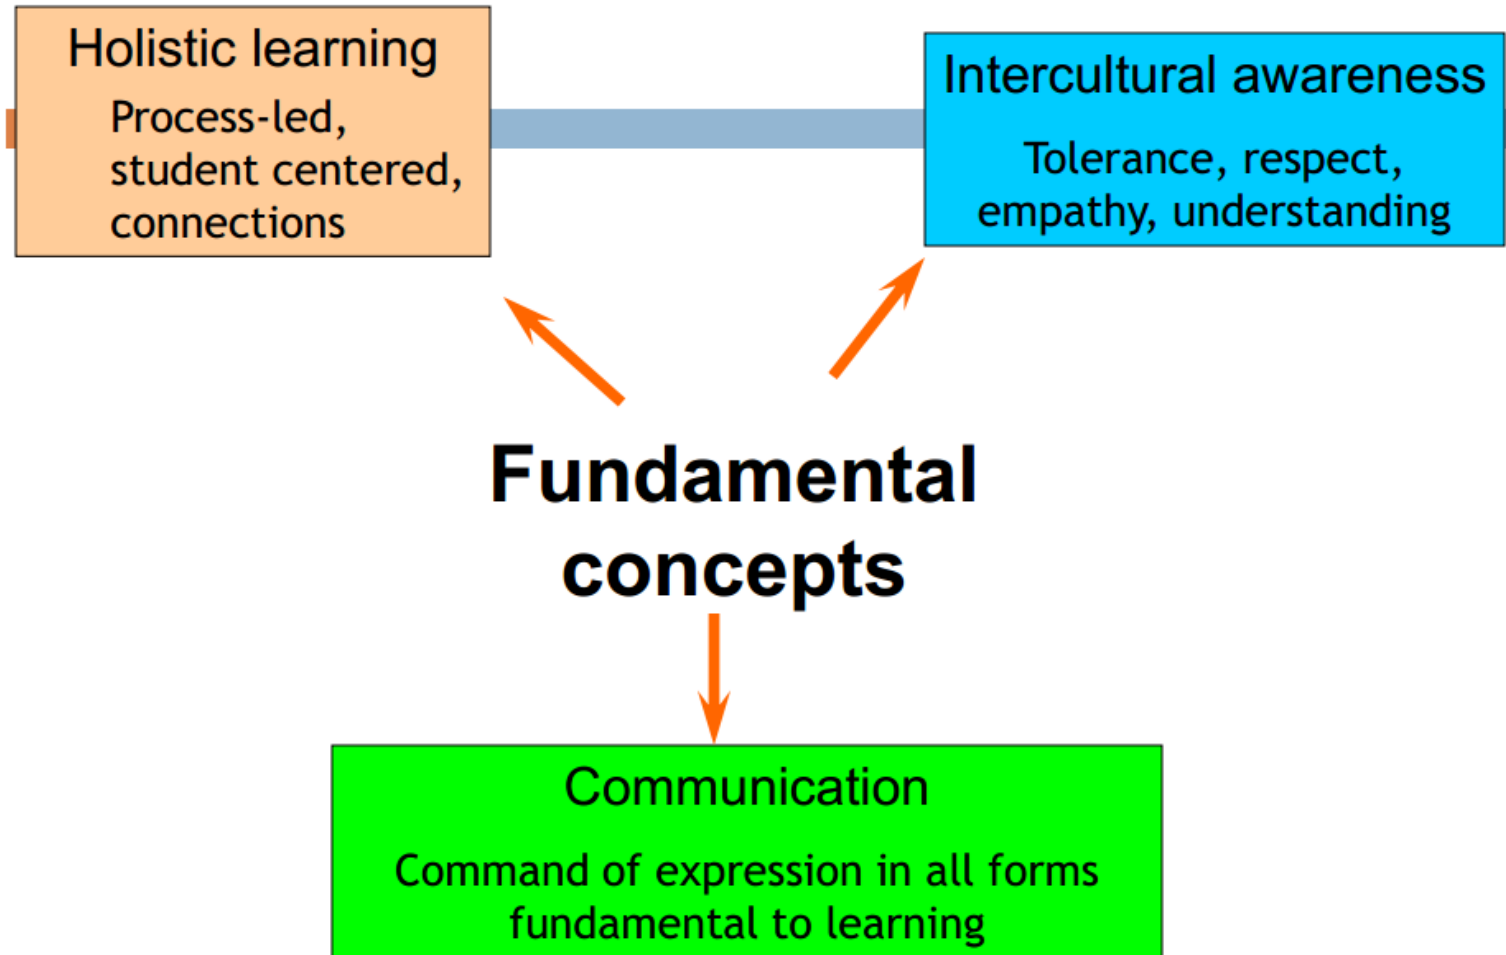 Holistic learning
Process-led,
student centered,
connections
Intercultural awareness
Tolerance, respect,
empathy, understanding
Fundamental
concepts
Communication
Command of expression in all forms
fundamental to learning